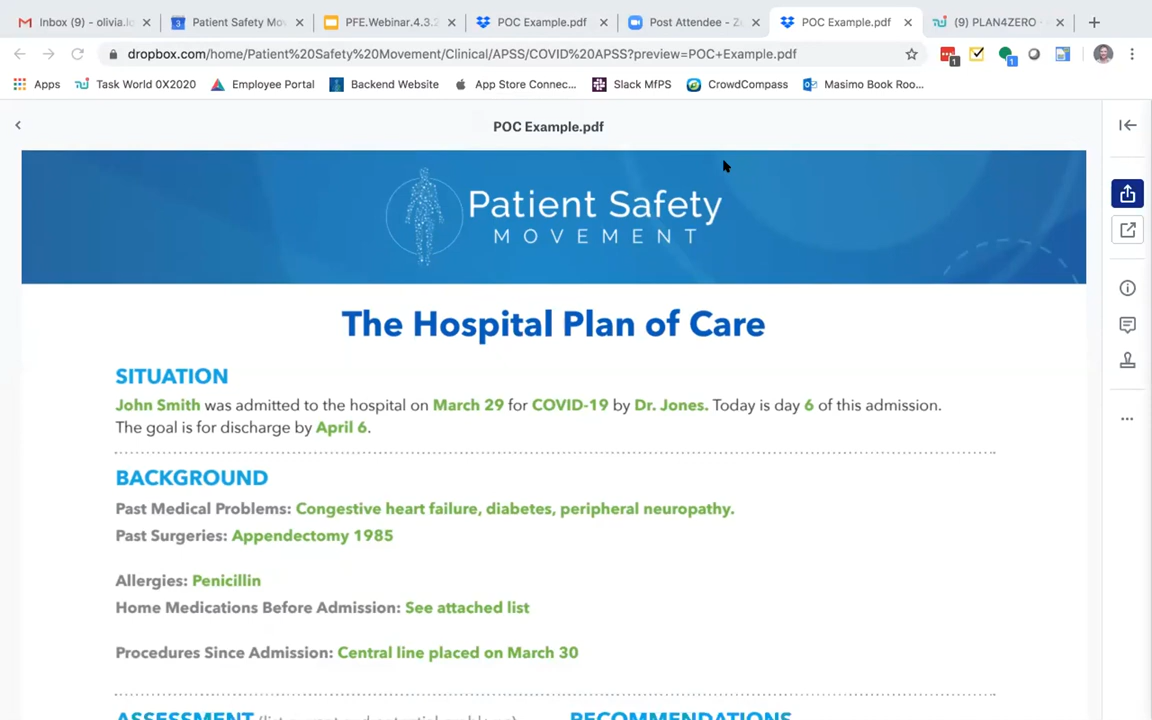 Inbox (9) - olivia.lo
Patient Safety Mov
PFE.Webinar.4.3.2
POC Example.pdf
Post Attendee - Z
POC Example.pdf
(9) PLAN4ZERO -
dropbox.com/home/Patient%20Safety%20Movement/Clinical/APSS/COVID%20APSS?preview=POC+Example.pdf
1
1
Apps
Task World 0X2020
Employee Portal
Backend Website
App Store Connec...
Slack MfPS
CrowdCompass
Masimo Book Roo...
POC Example.pdf
Patient Safety
MOVEMENT
The Hospital Plan of Care
SITUATION
John Smith was admitted to the hospital on March 29 for COVID-19 by Dr. Jones. Today is day 6 of this admission.
The goal is for discharge by April 6.
BACKGROUND
Past Medical Problems: Congestive heart failure, diabetes, peripheral neuropathy.
Past Surgeries: Appendectomy 1985
Allergies: Penicillin
Home Medications Before Admission: See attached list
Procedures Since Admission: Central line placed on March 30
ASSESSMENT
RECOMMENDATIONS